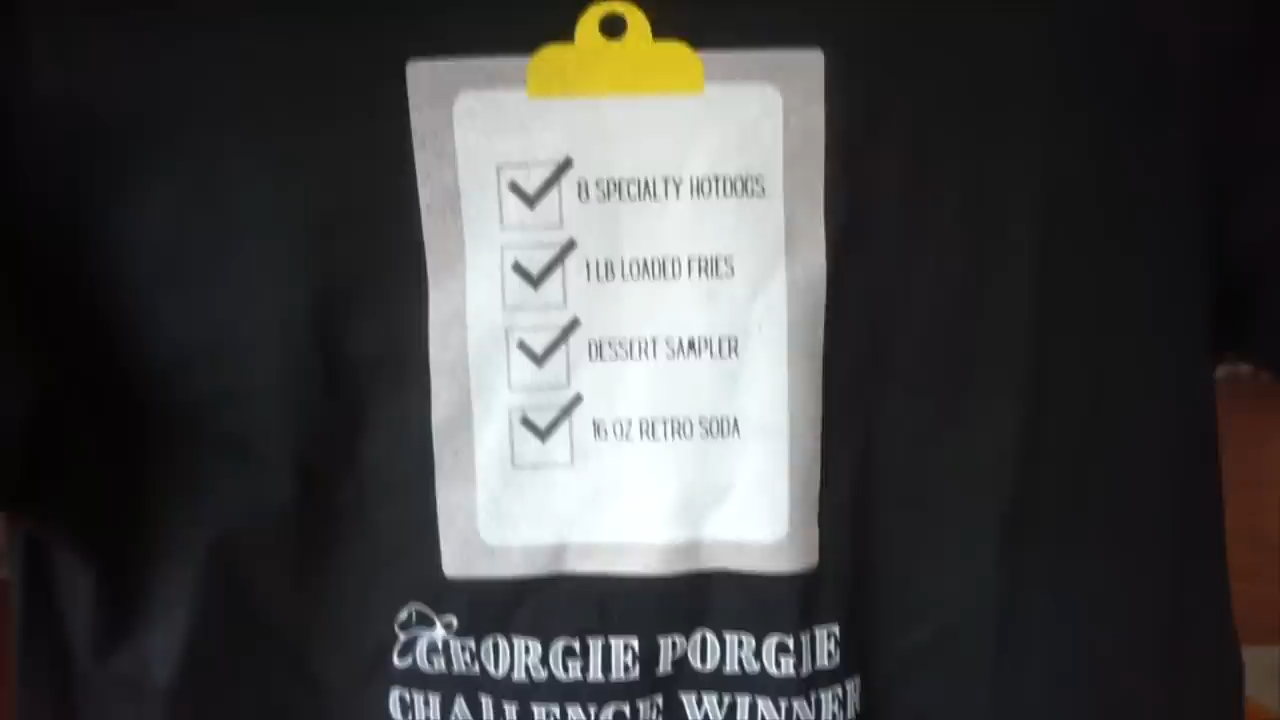 8 SPECIALTY HOTDOGS
1 LB LOADED FRIES
DESSERT SAMPLER
16 OZ RETRO SODA
GEORGIE PORGIE
CHALLENGE WINNER